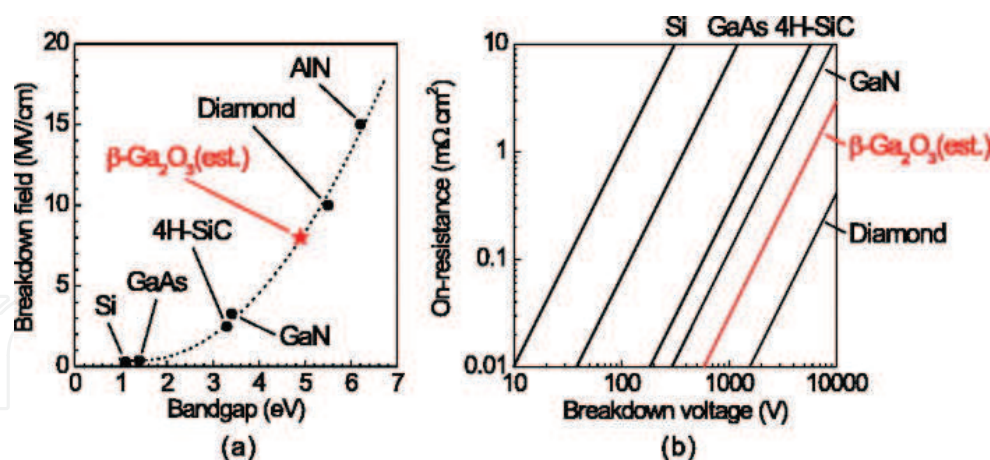 (a)
Breakdown field (MV/cm)
20
15
10
5
0
0 1 2 3 4 5 6 7
Bandgap (eV)
AlN
Diamond
β-Ga₂O₃(est.)
4H-SiC
GaAs
Si
GaN
(a)
Si GaAs 4H-SiC
On-resistance (mΩ cm²)
10
1
0.1
0.01
10 100 1000 10000
Breakdown voltage (V)
GaN
β-Ga₂O₃(est.)
Diamond
(b)